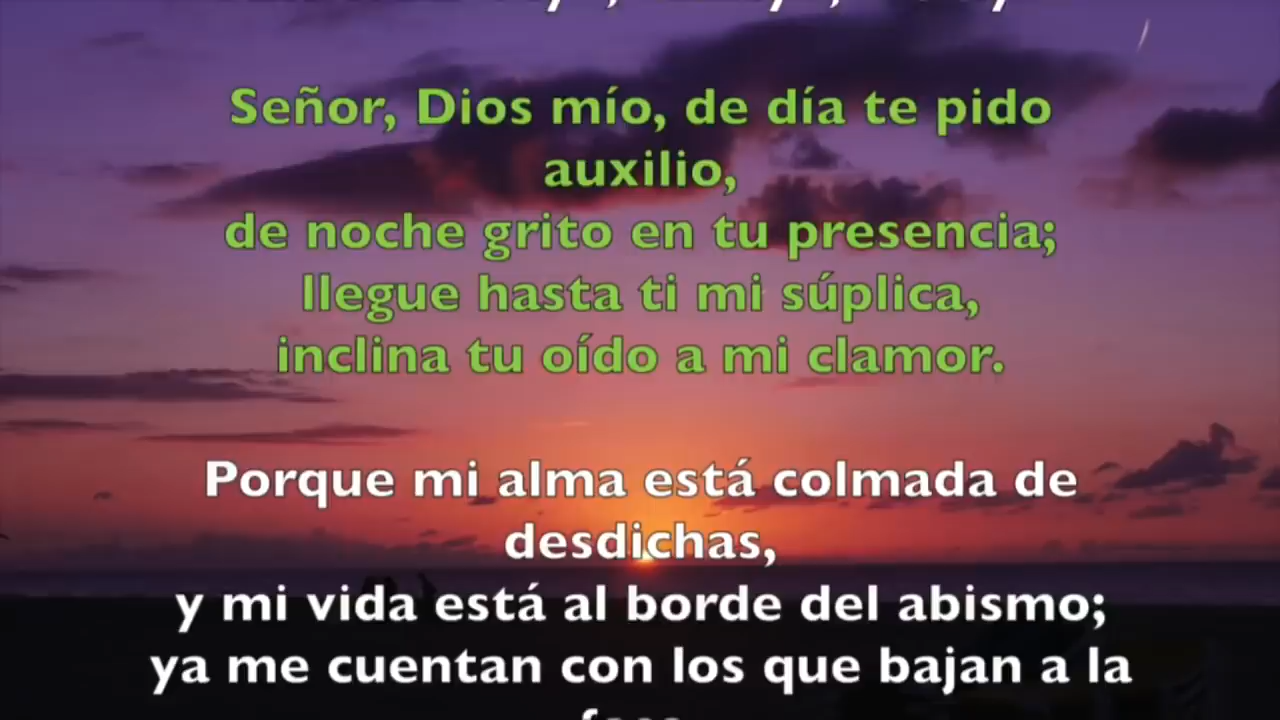 Señor, Dios mío, de día te pido
auxilio,
de noche grito en tu presencia;
llegue hasta ti mi súplica,
inclina tu oído a mi clamor.
Porque mi alma está colmada de
desdichas,
y mi vida está al borde del abismo;
ya me cuentan con los que bajan a la